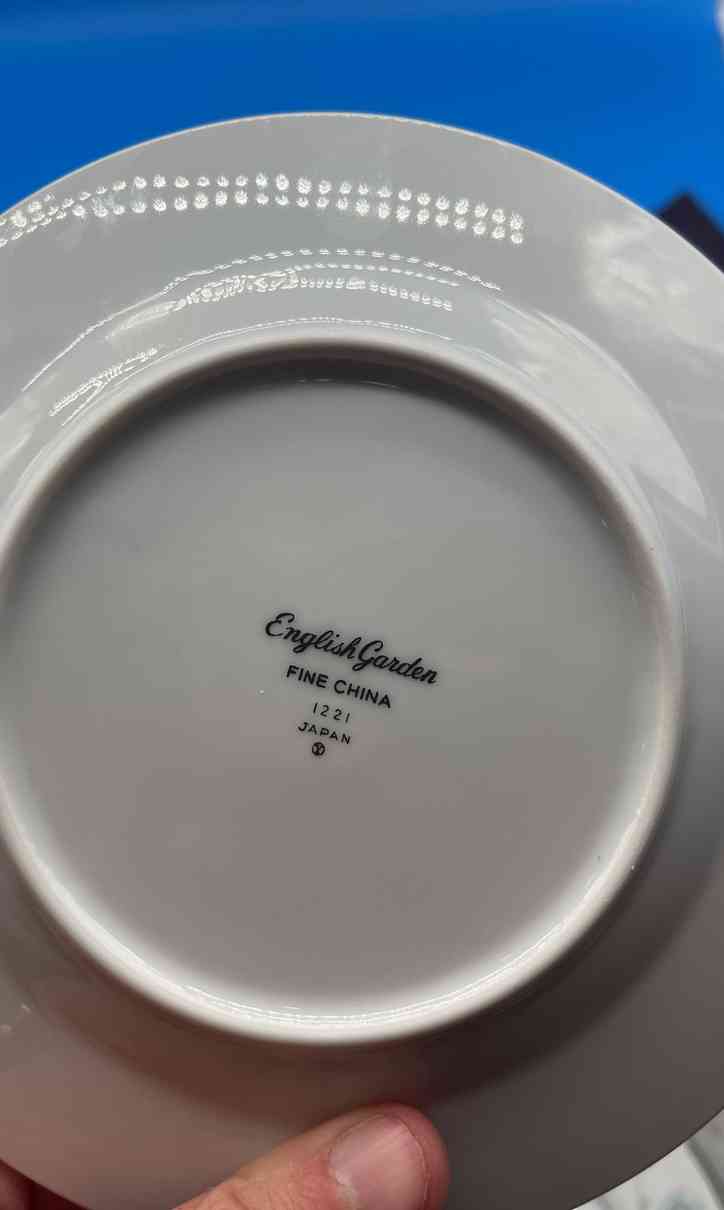 English Garden
FINE CHINA
1221
JAPAN